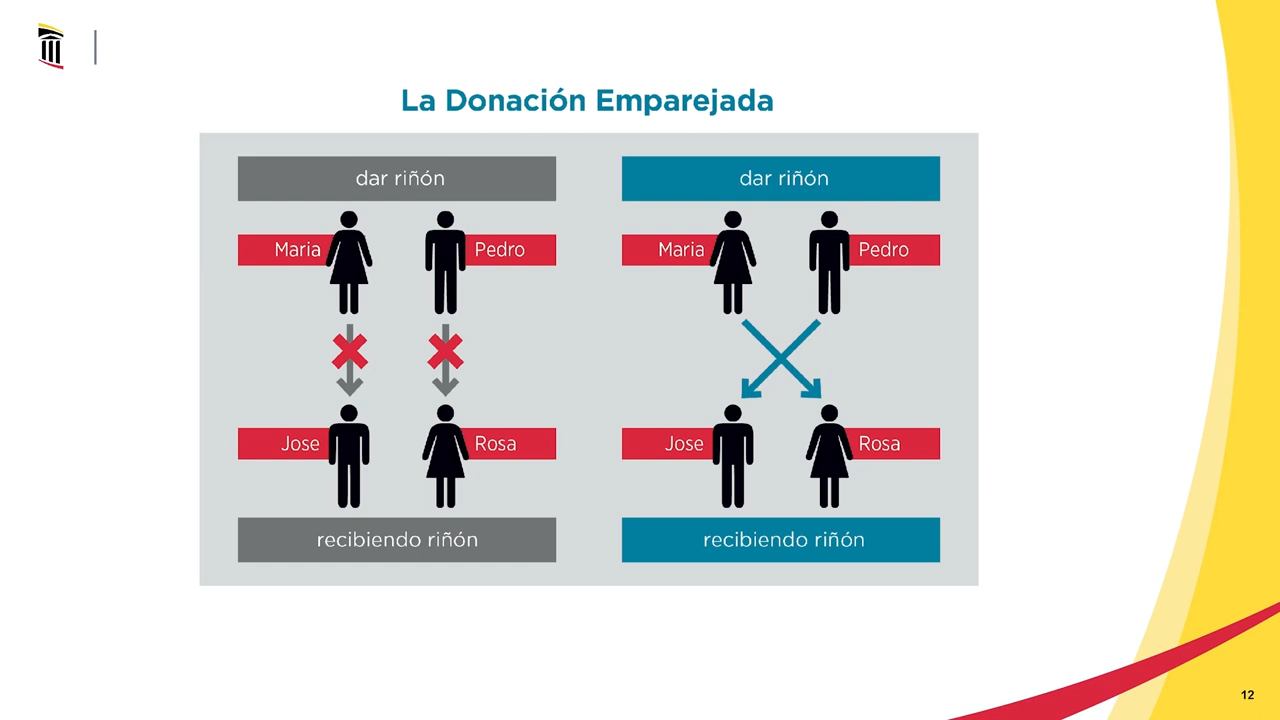 La Donación Emparejada
dar riñón
Maria
Pedro
Jose
Rosa
recibiendo riñón
dar riñón
Maria
Pedro
Jose
Rosa
recibiendo riñón
12